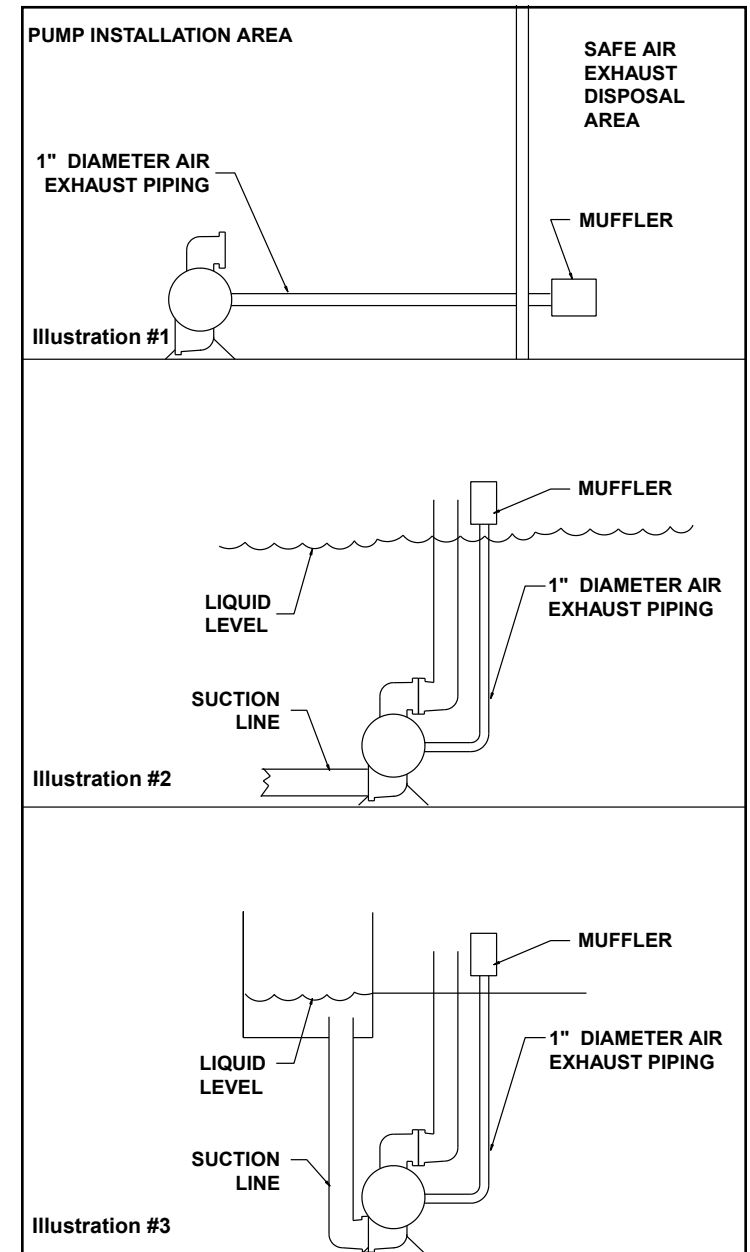 PUMP INSTALLATION AREA
SAFE AIR
EXHAUST
DISPOSAL
AREA
1" DIAMETER AIR
EXHAUST PIPING
MUFFLER
Illustration #1
MUFFLER
LIQUID
LEVEL
1" DIAMETER AIR
EXHAUST PIPING
SUCTION
LINE
Illustration #2
MUFFLER
LIQUID
LEVEL
1" DIAMETER AIR
EXHAUST PIPING
SUCTION
LINE
Illustration #3